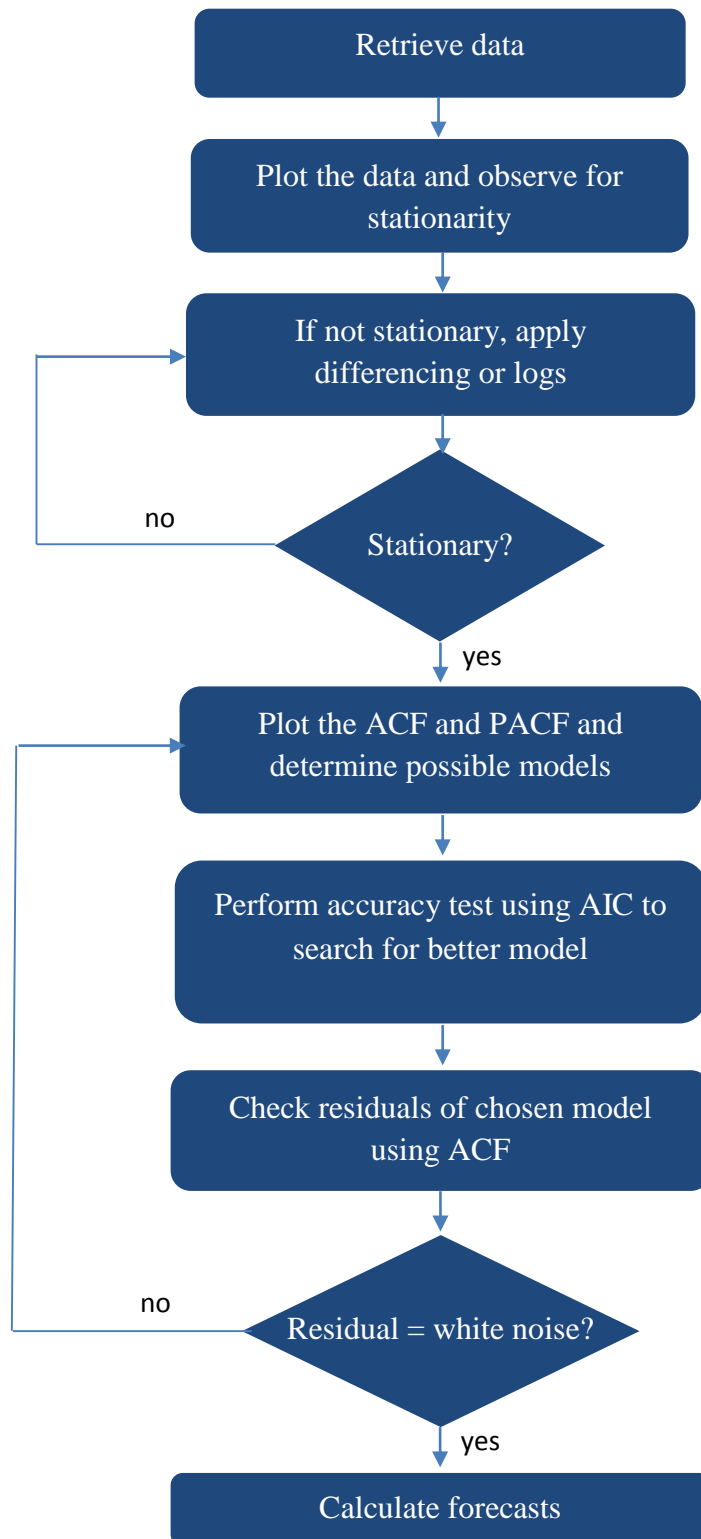 Retrieve data
Plot the data and observe for
stationarity
If not stationary, apply
differencing or logs
no
Stationary?
yes
Plot the ACF and PACF and
determine possible models
Perform accuracy test using AIC to
search for better model
Check residuals of chosen model
using ACF
no
Residual = white noise?
yes
Calculate forecasts